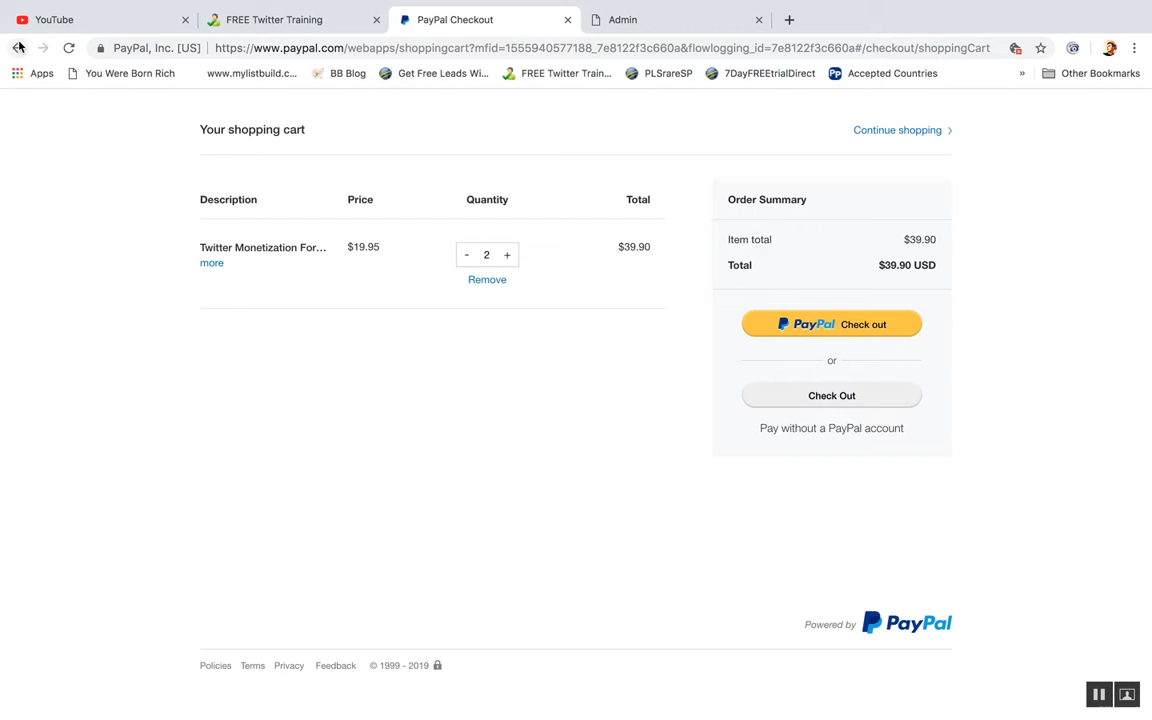 YouTube
FREE Twitter Training
PayPal Checkout
Admin
PayPal, Inc. [US]
https://www.paypal.com/webapps/shoppingcart?mfid=1555940577188_7e8122f3c660a&flowlogging_id=7e8122f3c660a#/checkout/shoppingCart
Apps
You Were Born Rich
www.mylistbuild.c...
BB Blog
Get Free Leads Wi...
FREE Twitter Train...
PLSrareSP
7DayFREEtrialDirect
Accepted Countries
»
Other Bookmarks
Your shopping cart
Continue shopping
Description Price Quantity Total
Twitter Monetization For... $19.95 - 2 + $39.90
more
Remove
Order Summary
Item total $39.90
Total $39.90 USD
PayPal Check out
or
Check Out
Pay without a PayPal account
Powered by PayPal
Policies Terms Privacy Feedback © 1999 - 2019